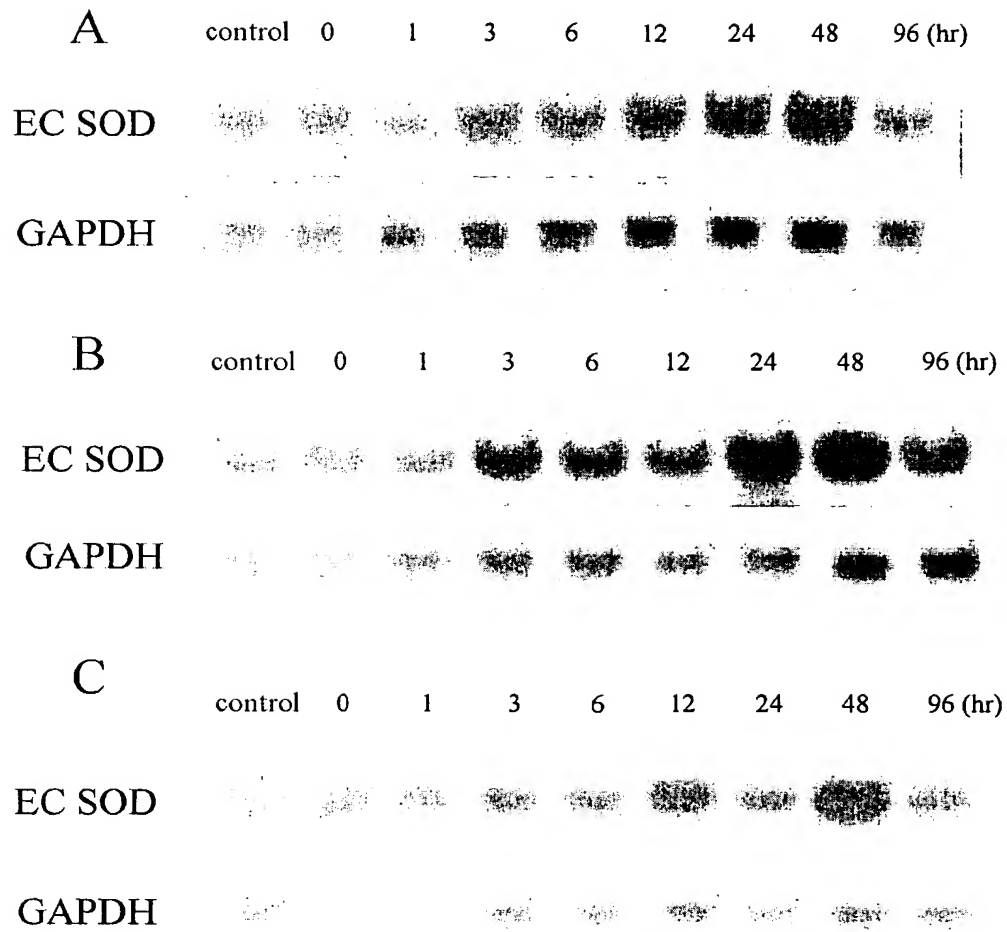 A
control 0 1 3 6 12 24 48 96 (hr)
EC SOD
GAPDH
B
control 0 1 3 6 12 24 48 96 (hr)
EC SOD
GAPDH
C
control 0 1 3 6 12 24 48 96 (hr)
EC SOD
GAPDH